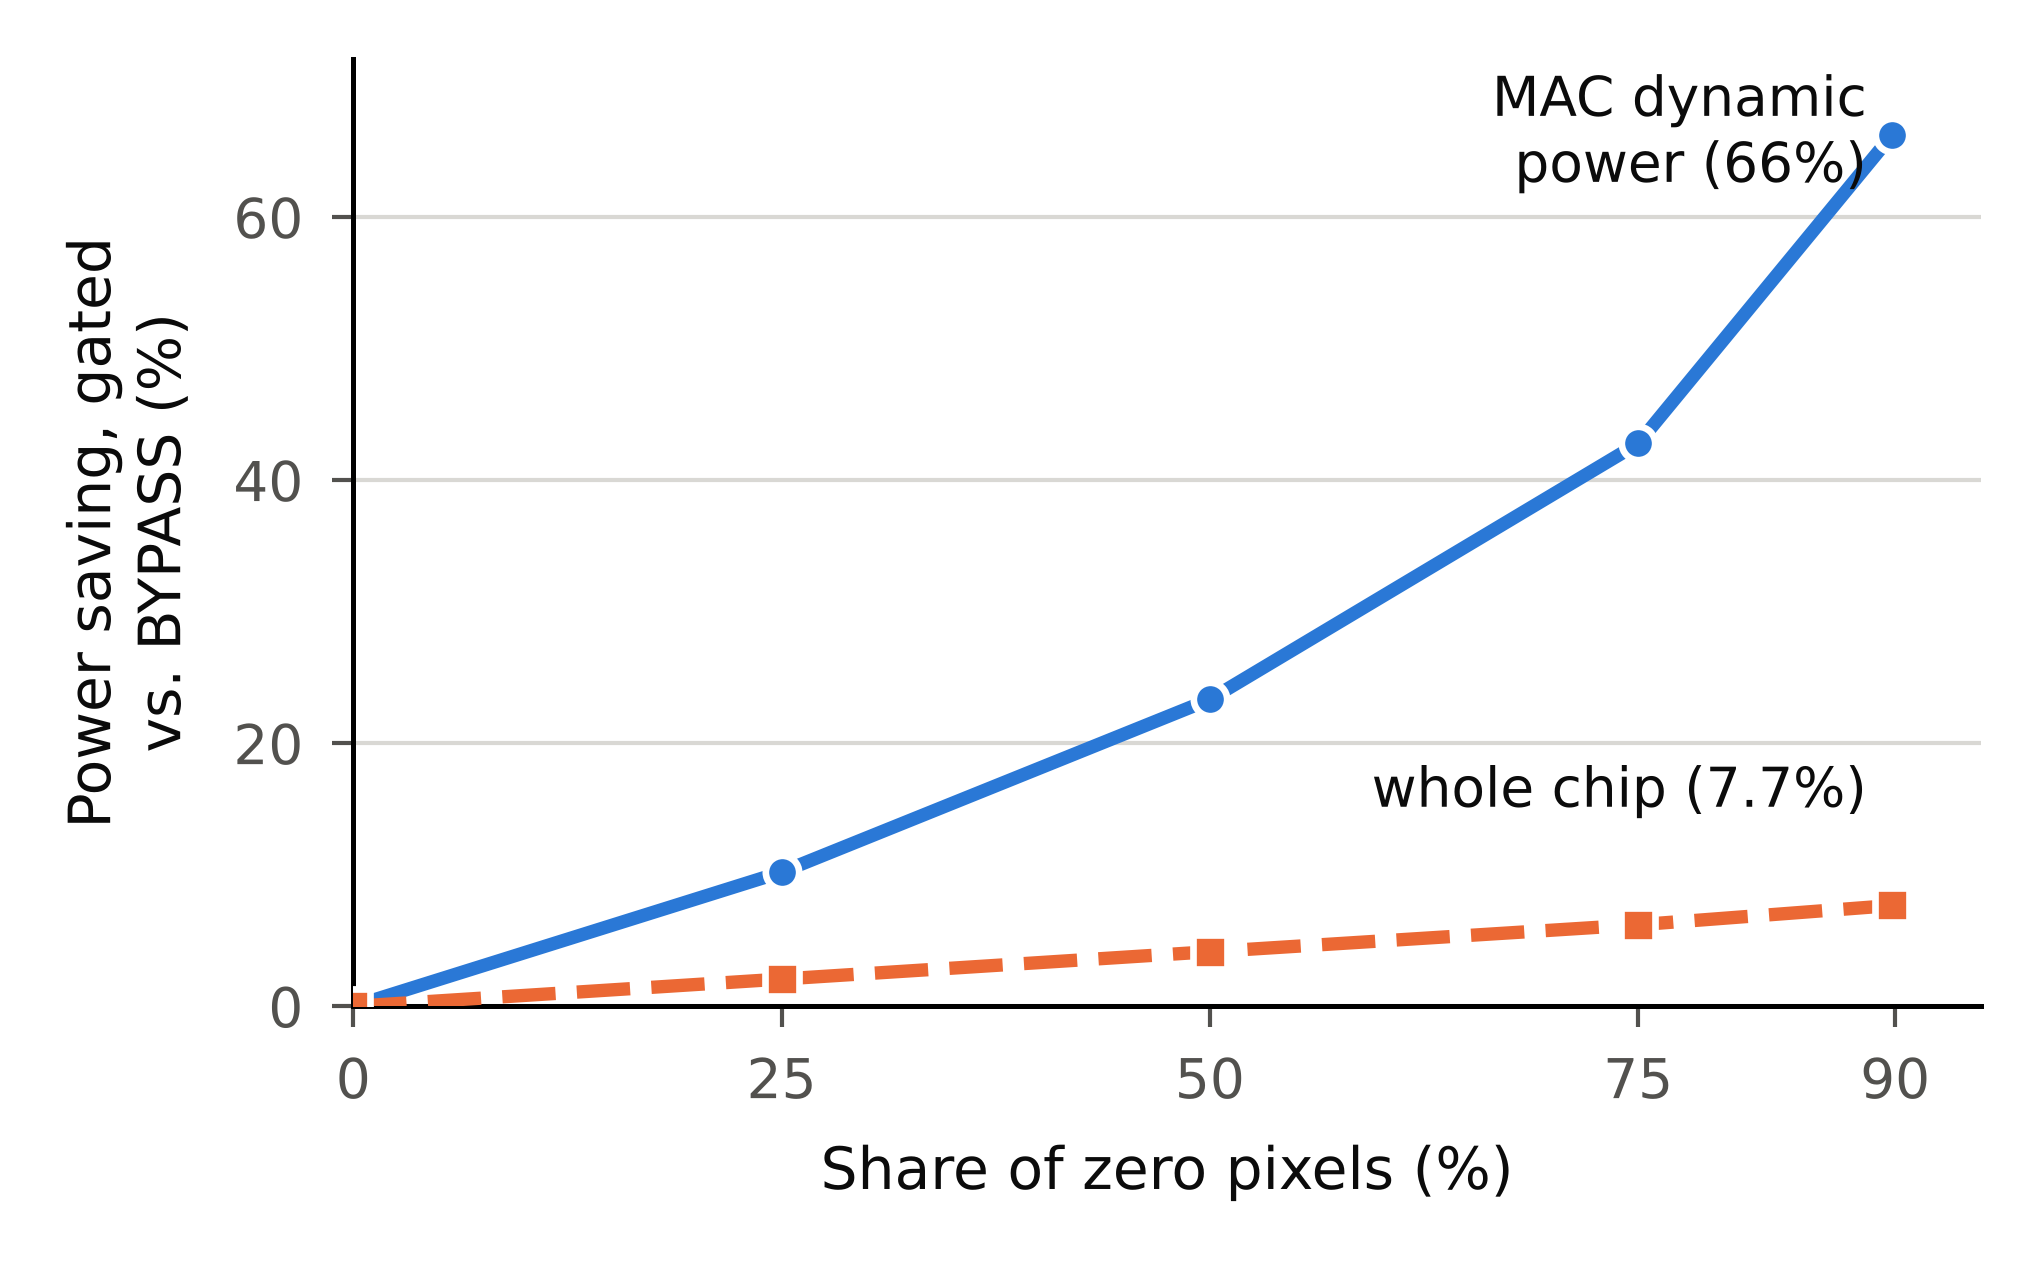 MAC dynamic
power (66%)
60
40
20
0
Power saving, gated
vs. BYPASS (%)
whole chip (7.7%)
0
25
50
75
90
Share of zero pixels (%)